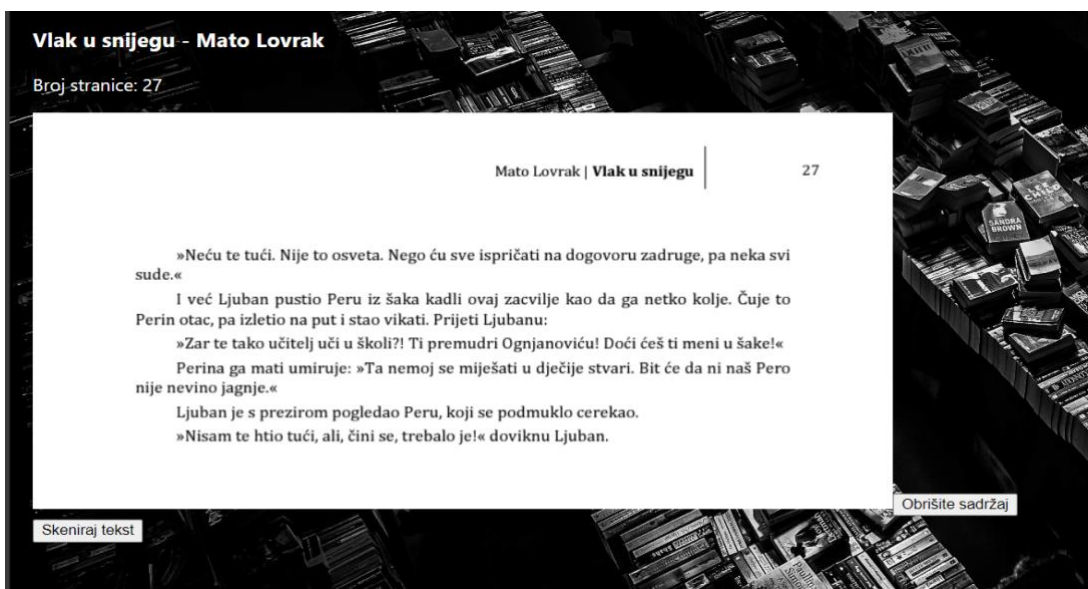 Vlak u snijegu - Mato Lovrak
Broj stranice: 27
Mato Lovrak | Vlak u snijegu 27
»Neću te tući. Nije to osveta. Nego ću sve ispričati na dogovoru zadruge, pa neka svi
sude.«
I već Ljuban pustio Peru iz šaka kadli ovaj zacvilje kao da ga netko kolje. Čuje to
Perin otac, pa izletio na put i stao vikati. Prijeti Ljubanu:
»Zar te tako učitelj uči u školi?! Ti premudri Ognjanoviću! Doći ćeš ti meni u šake!«
Perina ga mati umiruje: »Ta nemoj se miješati u dječije stvari. Bit će da ni naš Pero
nije nevino jagnje.«
Ljuban je s prezirom pogledao Peru, koji se podmuklo cerekao.
»Nisam te htio tući, ali, čini se, trebalo je!« doviknu Ljuban.
Obrišite sadržaj
Skeniraj tekst
SANDRA
BROWN
LEE
CHILD